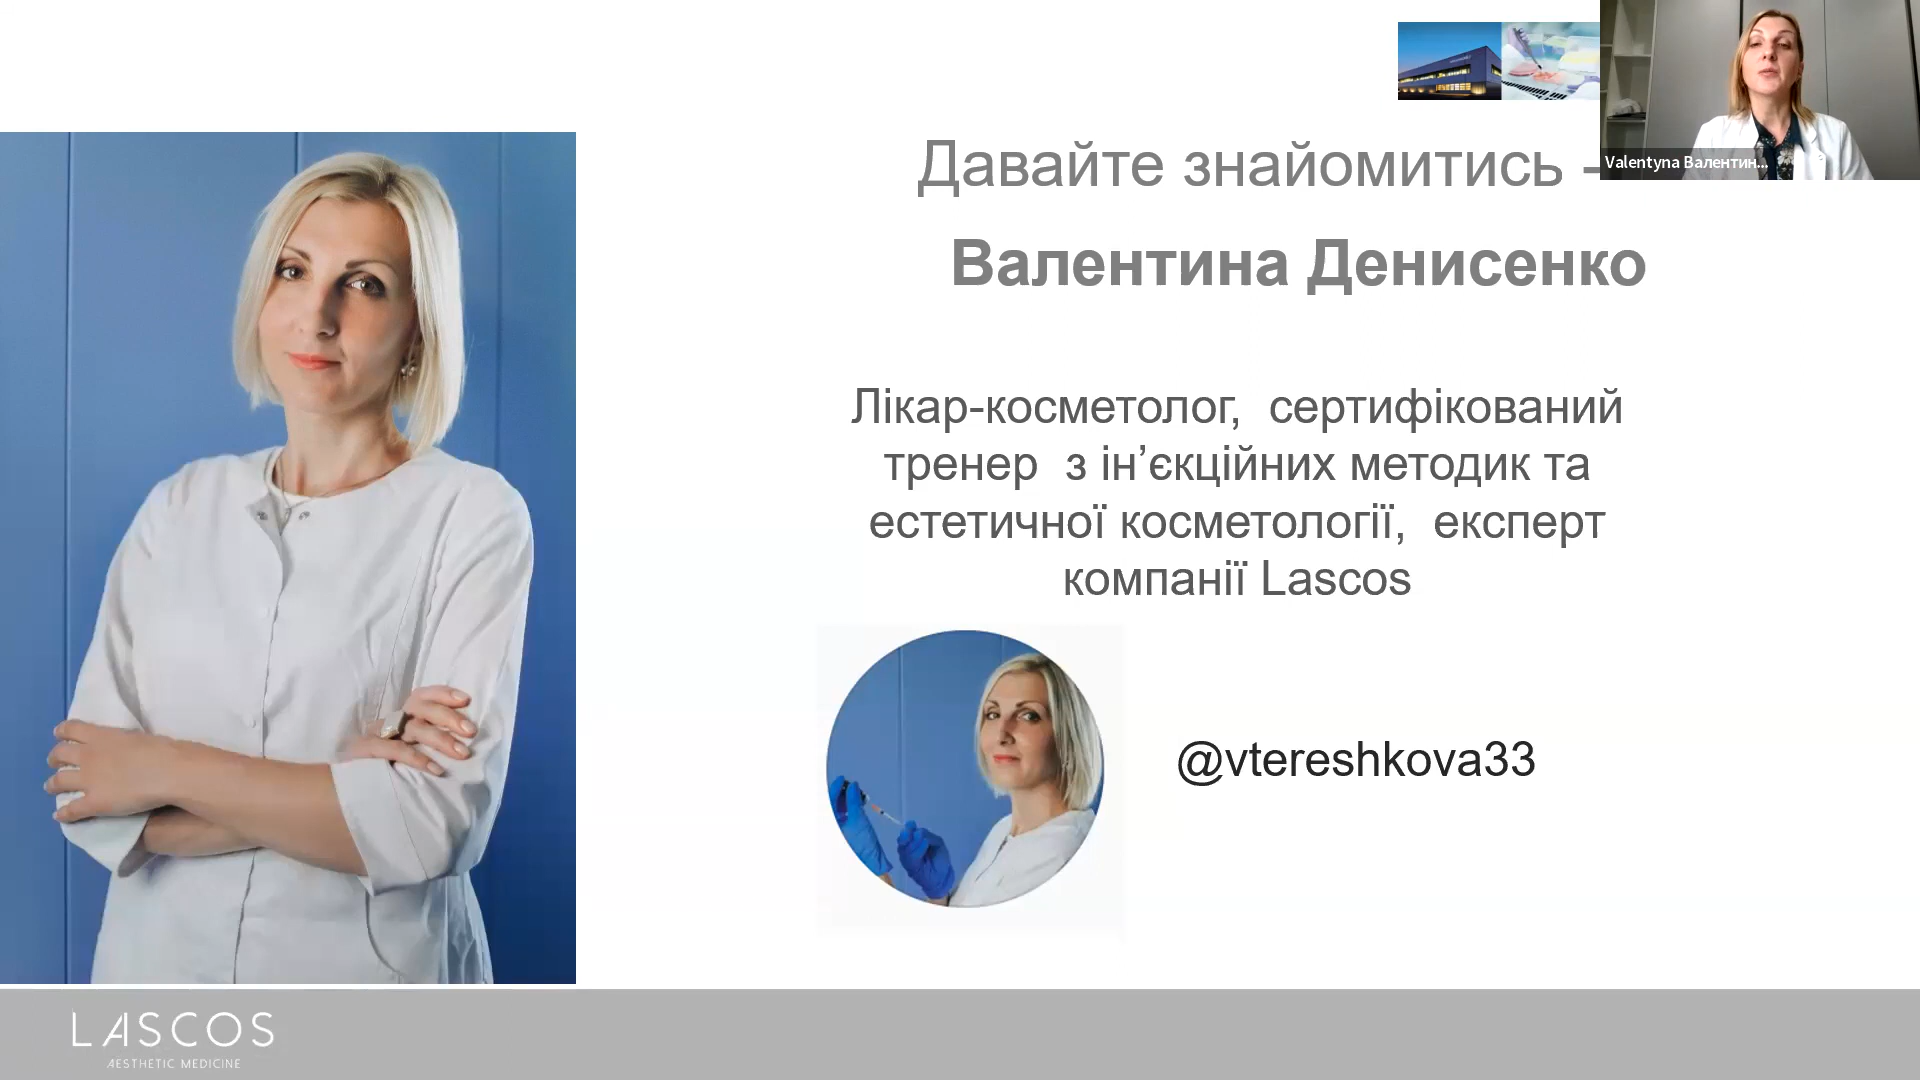 Давайте знайомитись -
Valentyna Валентин...
Валентина Денисенко
Лікар-косметолог, сертифікований
тренер з ін’єкційних методик та
естетичної косметології, експерт
компанії Lascos
@vtereshkova33
LASCOS
AESTHETIC MEDICINE